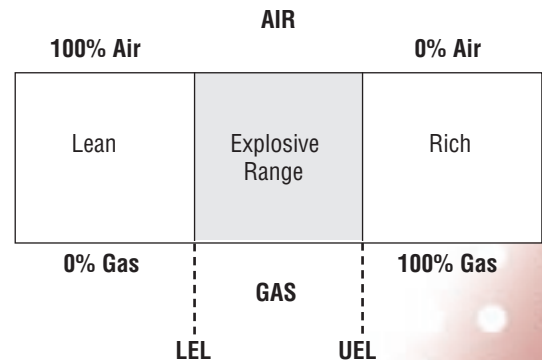 AIR
100% Air 0% Air
Lean
Explosive
Range
Rich
0% Gas 100% Gas
GAS
LEL UEL